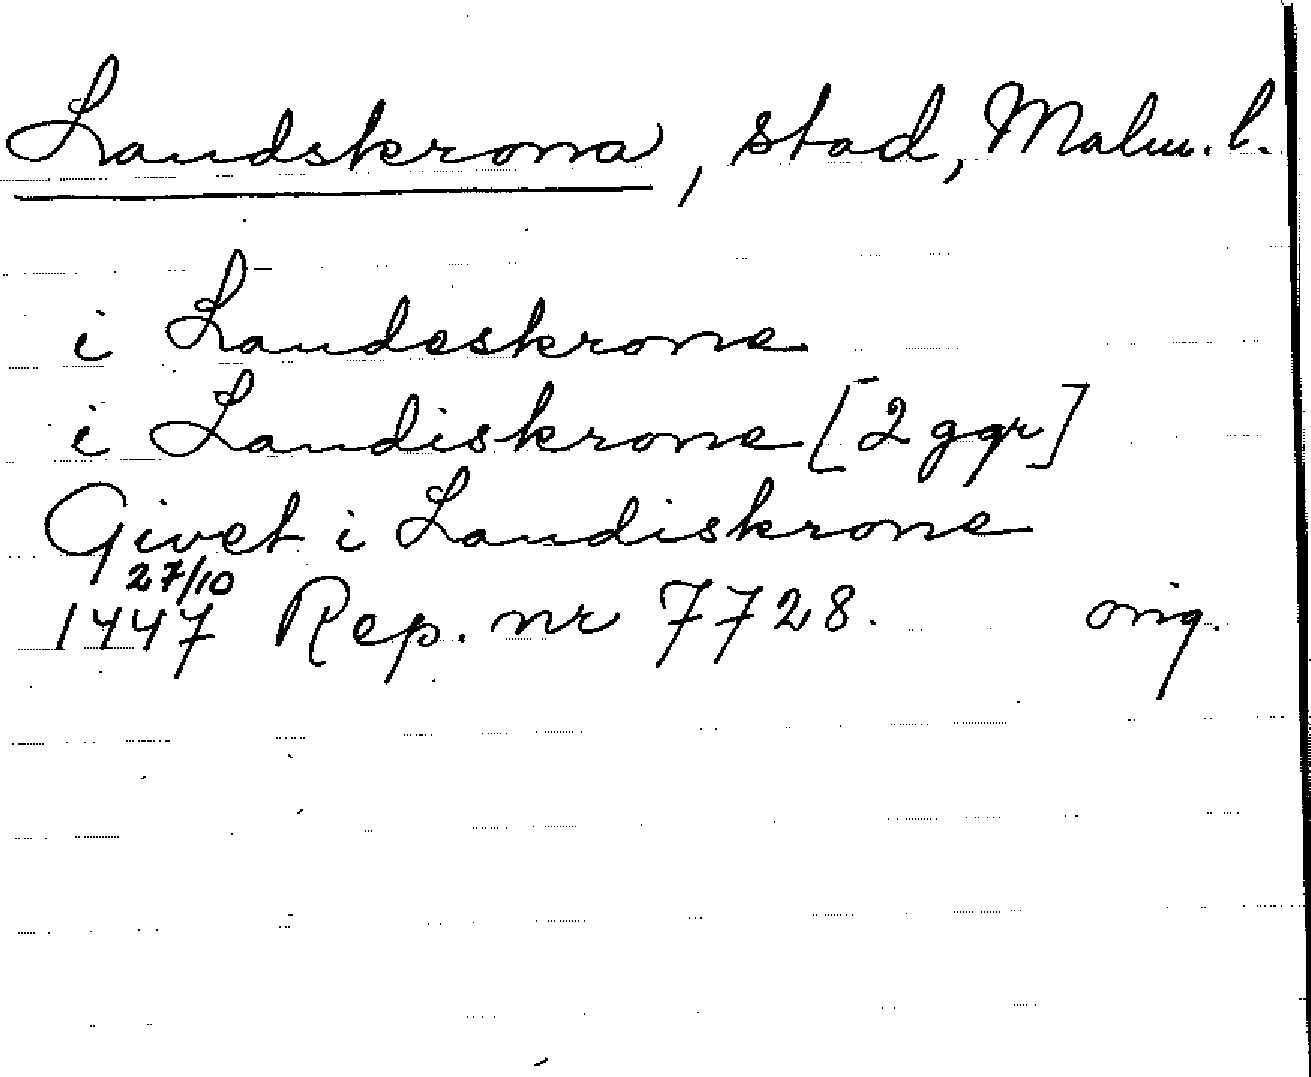 Landskrona, stad, Malm. l.
i Landeskrone
i Landiskrone [2 ggr]
Givet i Landiskrone
27/10
1447 Rep. nr 7728. orig.